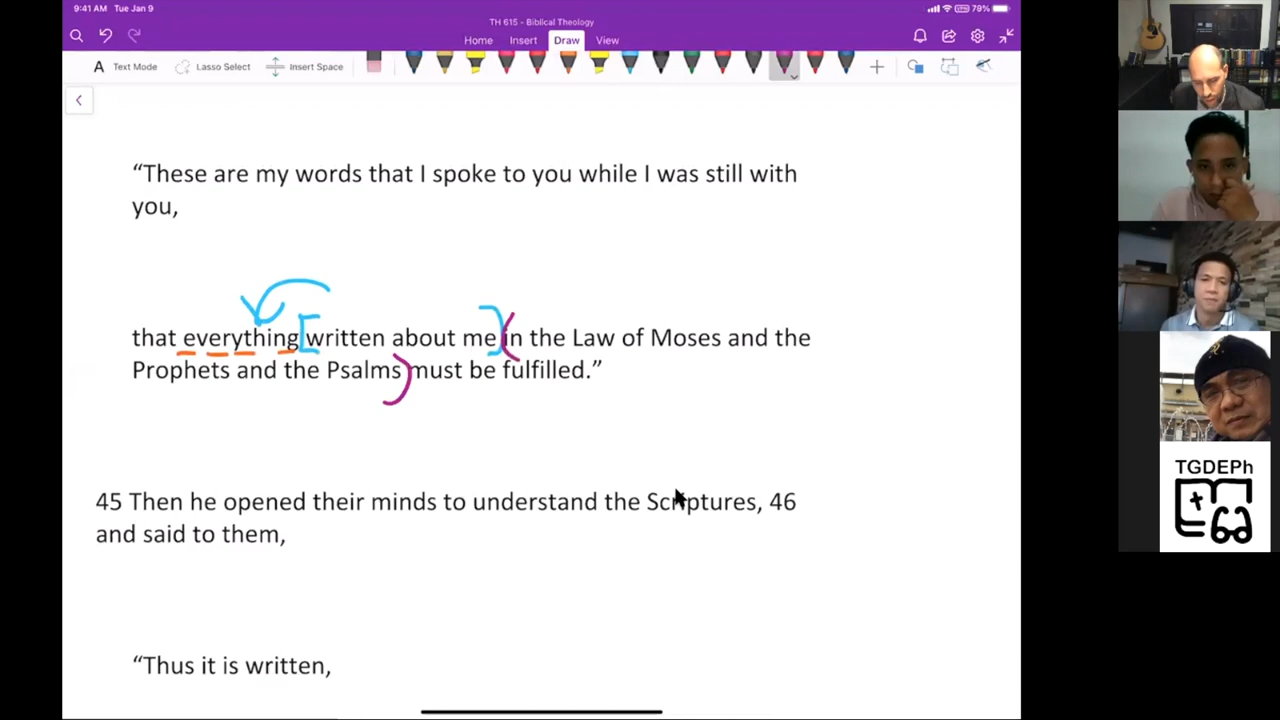 9:41 AM Tue Jan 9
VPN 79%
TH 615 - Biblical Theology
Home Insert Draw View
A Text Mode Lasso Select Insert Space
“These are my words that I spoke to you while I was still with
you,
that everything written about me in the Law of Moses and the
Prophets and the Psalms must be fulfilled.”
45 Then he opened their minds to understand the Scriptures, 46
and said to them,
“Thus it is written,
TGDEPh